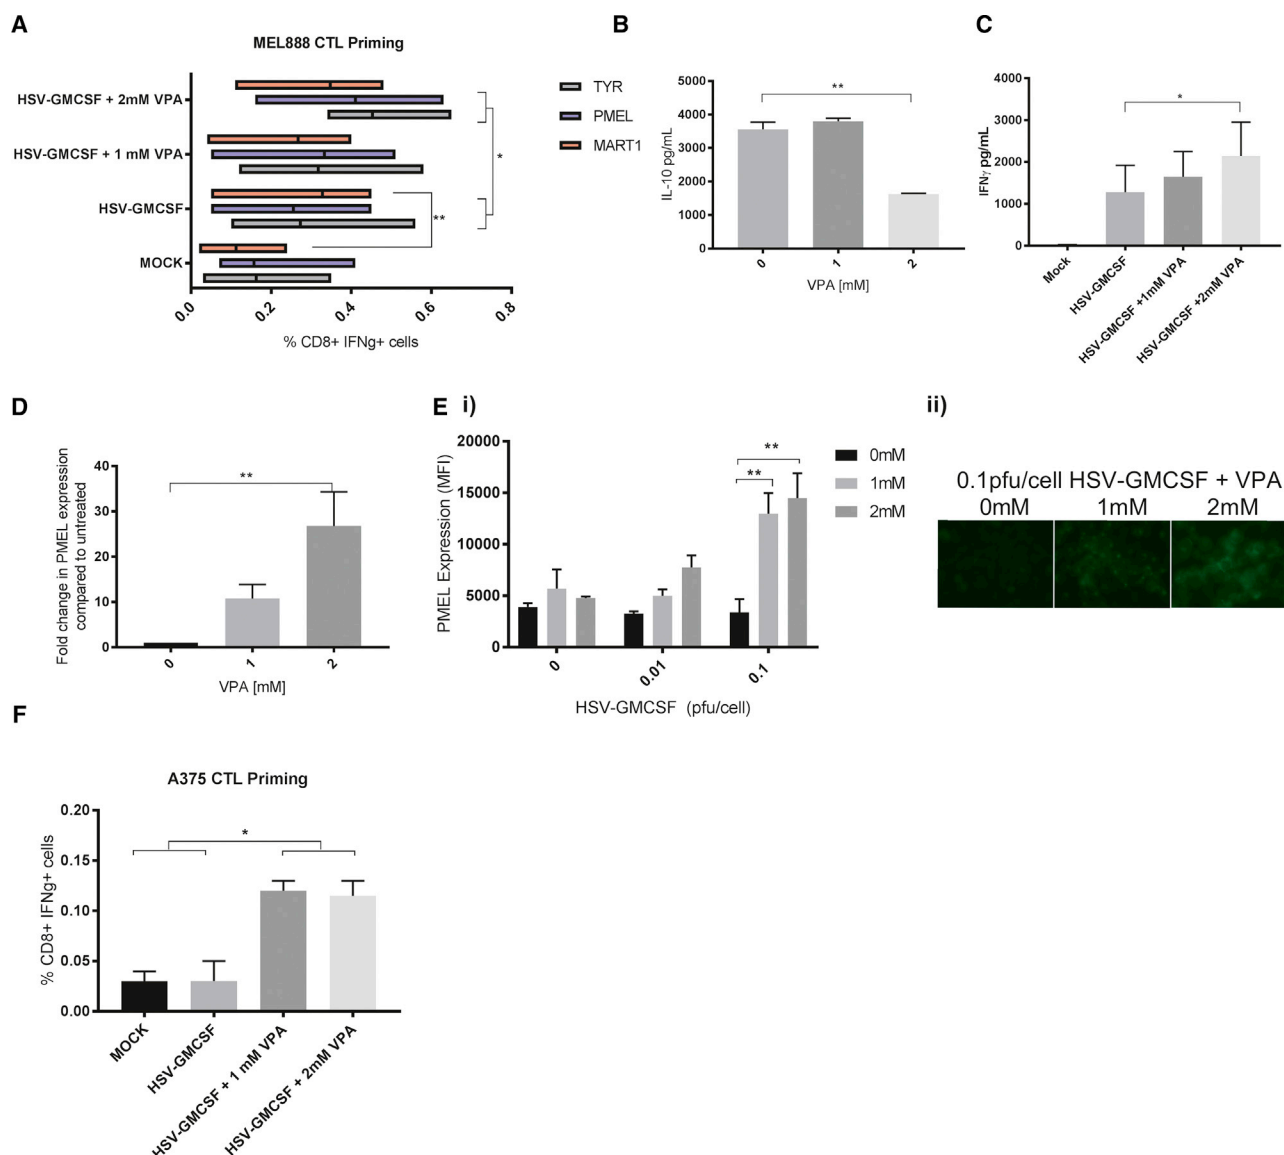 A
MEL888 CTL Priming
HSV-GMCSF + 2mM VPA
HSV-GMCSF + 1 mM VPA
HSV-GMCSF
MOCK
*
**
0.0
0.2
0.4
0.6
0.8
% CD8+ IFNg+ cells
TYR
PMEL
MART1
B
5000
4000
3000
2000
1000
0
IL-10 pg/mL
**
0
1
2
VPA [mM]
C
4000
3000
2000
1000
0
IFNγ pg/mL
*
Mock
HSV-GMCSF
HSV-GMCSF +1mM VPA
HSV-GMCSF +2mM VPA
D
Fold change in PMEL expression
compared to untreated
40
30
20
10
0
**
0
1
2
VPA [mM]
E i)
PMEL Expression (MFI)
20000
15000
10000
5000
0
**
**
0
0.01
0.1
HSV-GMCSF (pfu/cell)
0mM
1mM
2mM
ii)
0.1pfu/cell HSV-GMCSF + VPA
0mM 1mM 2mM
F
A375 CTL Priming
% CD8+ IFNg+ cells
0.20
0.15
0.10
0.05
0.00
*
MOCK
HSV-GMCSF
HSV-GMCSF + 1 mM VPA
HSV-GMCSF + 2mM VPA